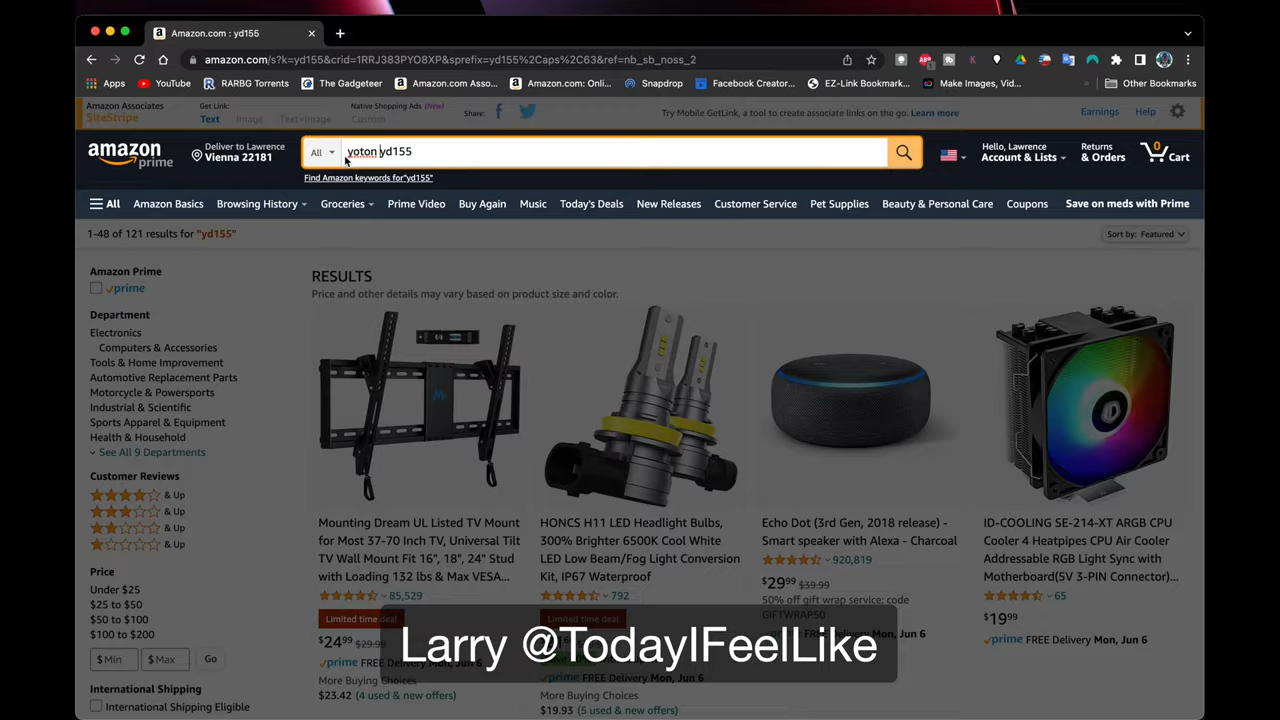 Amazon.com : yd155
amazon.com/s?k=yd155&crid=1RRJ383PYO8XP&sprefix=yd155%2Caps%2C63&ref=nb_sb_noss_2
Apps
YouTube
RARBG Torrents
The Gadgeteer
Amazon.com Asso...
Amazon.com: Onli...
Snapdrop
Facebook Creator...
EZ-Link Bookmark...
Make Images, Vid...
Other Bookmarks
Amazon Associates
SiteStripe
Get Link:
Text
Image
Text+Image
Native Shopping Ads (New!)
Custom
Share:
Try Mobile GetLink, a tool to create associate links on mobile. Learn more
Earnings
Help
amazon
prime
Deliver to Lawrence
Vienna 22181
All
yoton yd155
Find Amazon keywords for"yd155"
Hello, Lawrence
Account & Lists
Returns
& Orders
0
Cart
All
Amazon Basics
Browsing History
Groceries
Prime Video
Buy Again
Music
Today's Deals
New Releases
Customer Service
Pet Supplies
Beauty & Personal Care
Coupons
Save on meds with Prime
1-48 of 121 results for "yd155"
Sort by: Featured
Amazon Prime
prime
Department
Electronics
Computers & Accessories
Tools & Home Improvement
Automotive Replacement Parts
Motorcycle & Powersports
Industrial & Scientific
Sports Apparel & Equipment
Health & Household
See All 9 Departments
Customer Reviews
& Up
& Up
& Up
& Up
Price
Under $25
$25 to $50
$50 to $100
$100 to $200
$ Min
$ Max
Go
International Shipping
International Shipping Eligible
RESULTS
Price and other details may vary based on product size and color.
Mounting Dream UL Listed TV Mount
for Most 37-70 Inch TV, Universal Tilt
TV Wall Mount Fit 16", 18", 24" Stud
with Loading 132 lbs & Max VESA...
85,529
Limited time deal
$24.99 $29.99
prime FREE Delivery Mon, Jun 6
More Buying Choices
$23.42 (4 used & new offers)
HONCS H11 LED Headlight Bulbs,
300% Brighter 6500K Cool White
LED Low Beam/Fog Light Conversion
Kit, IP67 Waterproof
792
Limited time deal
prime FREE Delivery Mon, Jun 6
More Buying Choices
$19.93 (5 used & new offers)
Echo Dot (3rd Gen, 2018 release) -
Smart speaker with Alexa - Charcoal
920,819
$29.99 $39.99
50% off gift wrap service: code
GIFTWRAP50
Delivery Mon, Jun 6
ID-COOLING SE-214-XT ARGB CPU
Cooler 4 Heatpipes CPU Air Cooler
Addressable RGB Light Sync with
Motherboard(5V 3-PIN Connector)...
65
$19.99
prime FREE Delivery Mon, Jun 6
Larry @TodayIFeelLike